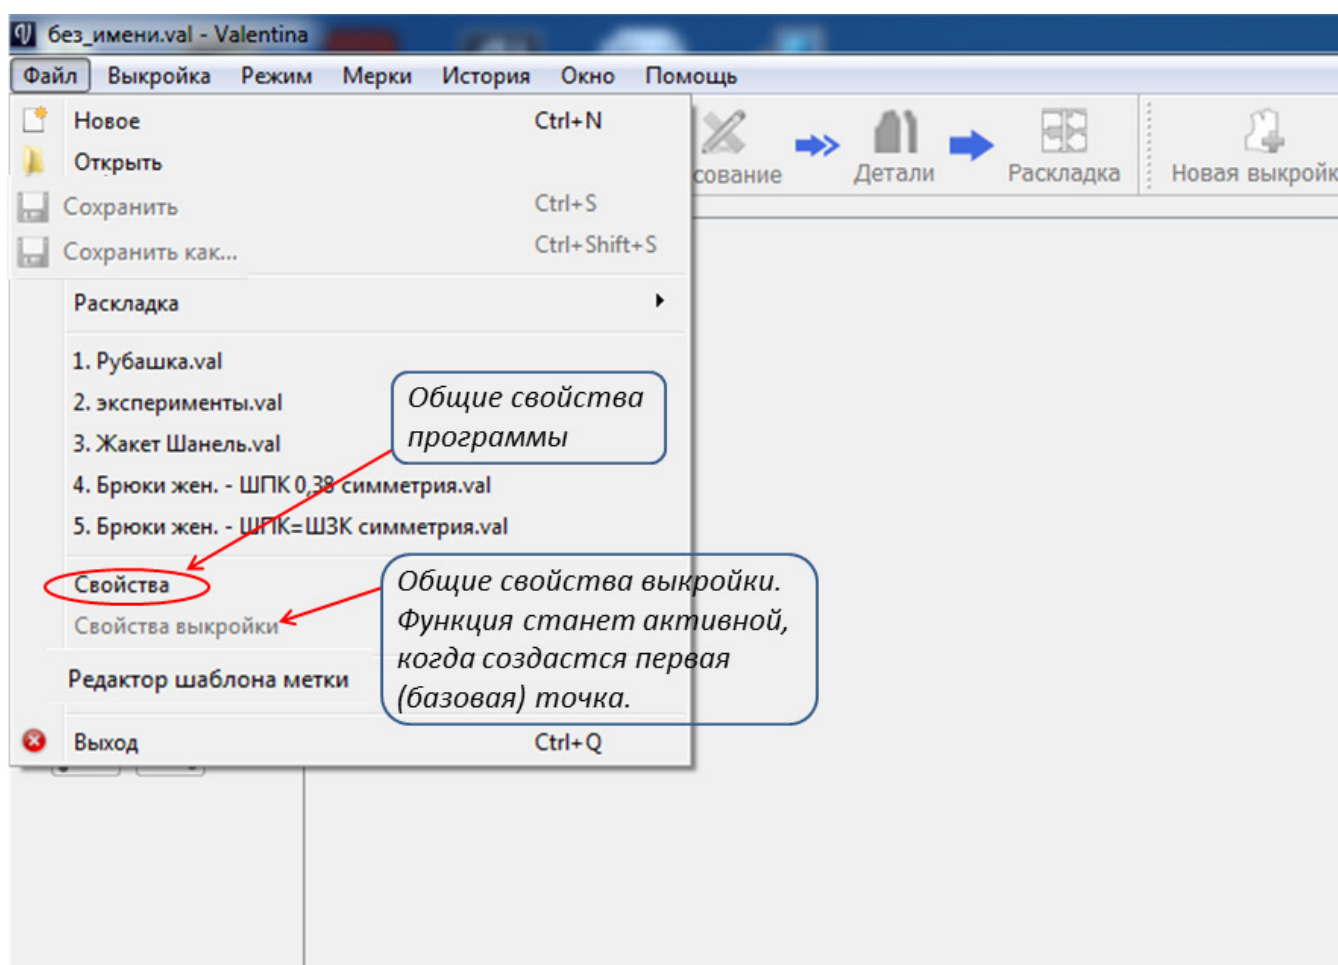 без_имени.val - Valentina
Файл Выкройка Режим Мерки История Окно Помощь
Новое Ctrl+N
Открыть
Сохранить Ctrl+S
Сохранить как... Ctrl+Shift+S
сование Детали Раскладка Новая выкройк
Раскладка
1. Рубашка.val
2. эксперименты.val
3. Жакет Шанель.val
4. Брюки жен. - ШПК 0,38 симметрия.val
5. Брюки жен. - ШПК=ШЗК симметрия.val
Общие свойства
программы
Свойства
Свойства выкройки
Общие свойства выкройки.
Функция станет активной,
когда создастся первая
(базовая) точка.
Редактор шаблона метки
Выход Ctrl+Q